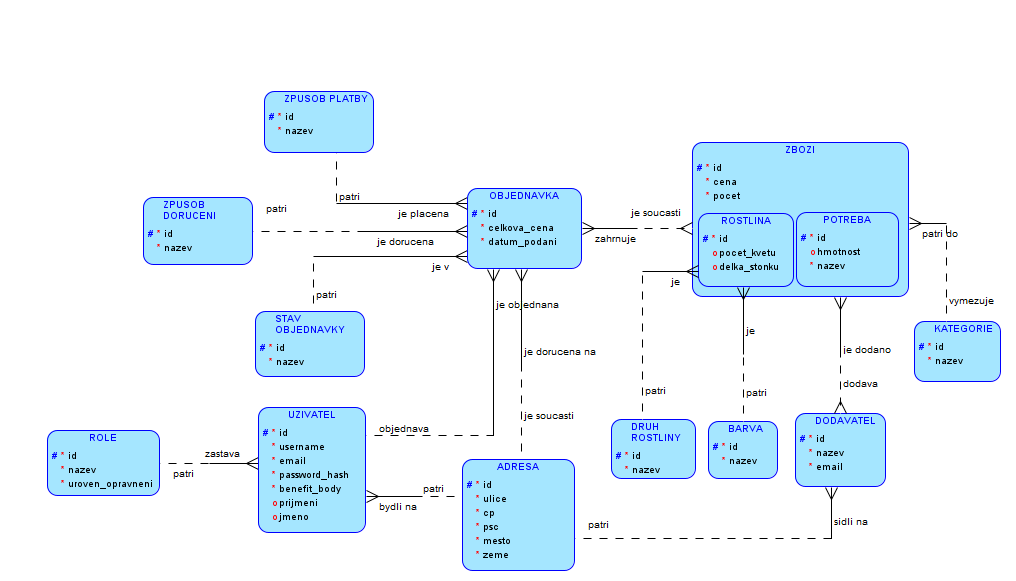 ZPUSOB PLATBY
# * id
* nazev
patri
ZPUSOB
DORUCENI
# * id
* nazev
patri
je placena
je dorucena
je v
OBJEDNAVKA
# * id
* celkova_cena
* datum_podani
zahrnuje
je soucasti
ZBOZI
# * id
* cena
* pocet
ROSTLINA
# * id
o pocet_kvetu
o delka_stonku
POTREBA
# * id
o hmotnost
* nazev
patri do
vymezuje
KATEGORIE
# * id
* nazev
patri
STAV
OBJEDNAVKY
# * id
* nazev
je objednana
je dorucena na
je soucasti
je
patri
je
patri
je dodano
dodava
ROLE
# * id
* nazev
* uroven_opravneni
patri
zastava
UZIVATEL
# * id
* username
* email
* password_hash
* benefit_body
o prijmeni
o jmeno
objednava
patri
bydli na
ADRESA
# * id
* ulice
* cp
* psc
* mesto
* zeme
DRUH
ROSTLINY
# * id
* nazev
BARVA
# * id
* nazev
DODAVATEL
# * id
* nazev
* email
patri
sidli na